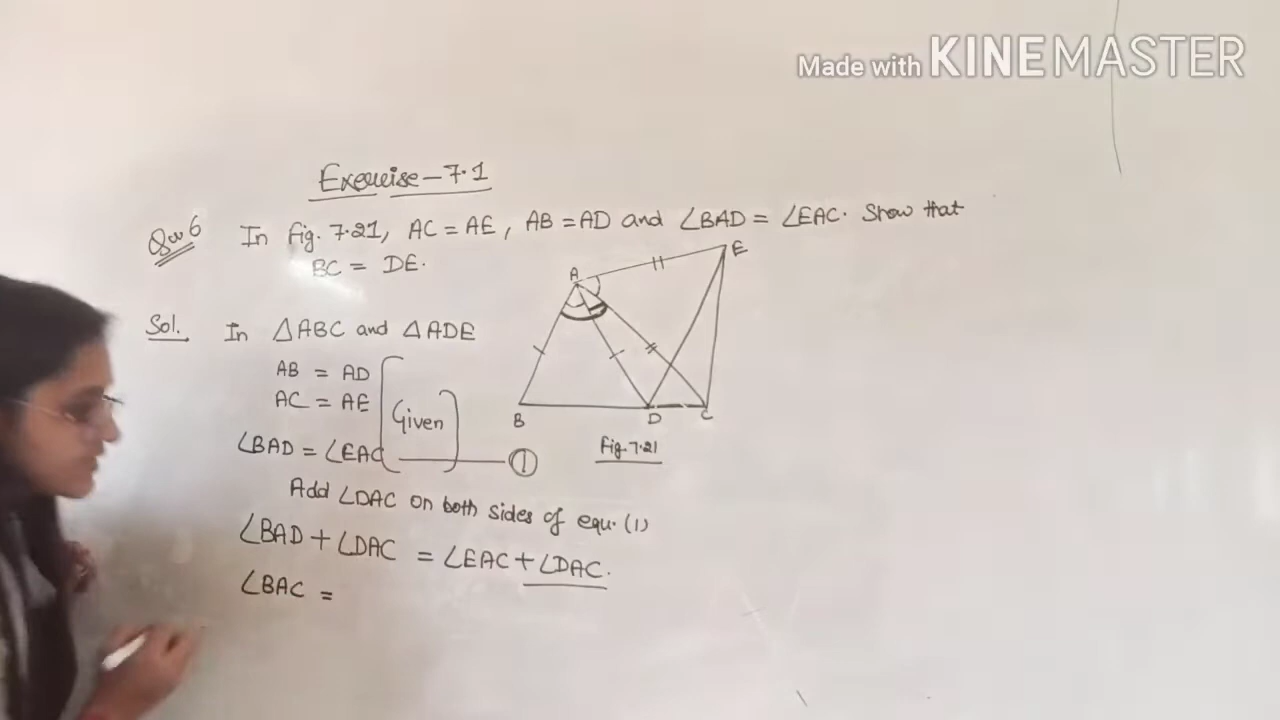 Made with KINEMASTER
Exercise-7.1
Qus 6 In fig. 7.21, AC = AE, AB = AD and ∠BAD = ∠EAC. Show that
BC = DE.
Sol. In △ABC and △ADE
AB = AD
AC = AE
Given
∠BAD = ∠EAC ①
Add ∠DAC on both sides of equ. (1)
∠BAD + ∠DAC = ∠EAC + ∠DAC.
∠BAC =
A
E
B
D
C
Fig. 7.21